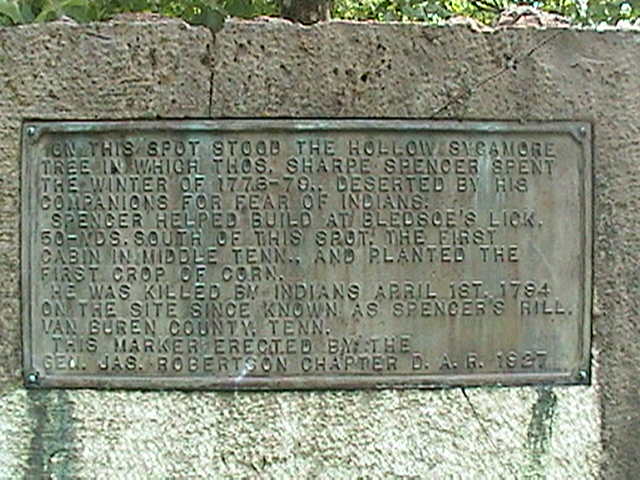 ON THIS SPOT STOOD THE HOLLOW SYCAMORE
TREE IN WHICH THOS. SHARPE SPENCER SPENT
THE WINTER OF 1778-79., DESERTED BY HIS
COMPANIONS FOR FEAR OF INDIANS.
SPENCER HELPED BUILD AT BLEDSOE'S LICK,
50-YDS. SOUTH OF THIS SPOT, THE FIRST
CABIN IN MIDDLE TENN., AND PLANTED THE
FIRST CROP OF CORN.
HE WAS KILLED BY INDIANS APRIL 1ST. 1794
ON THE SITE SINCE KNOWN AS SPENCER'S HILL.
VAN BUREN COUNTY, TENN.
THIS MARKER ERECTED BY THE
GEN. JAS. ROBERTSON CHAPTER D. A. R. 1927